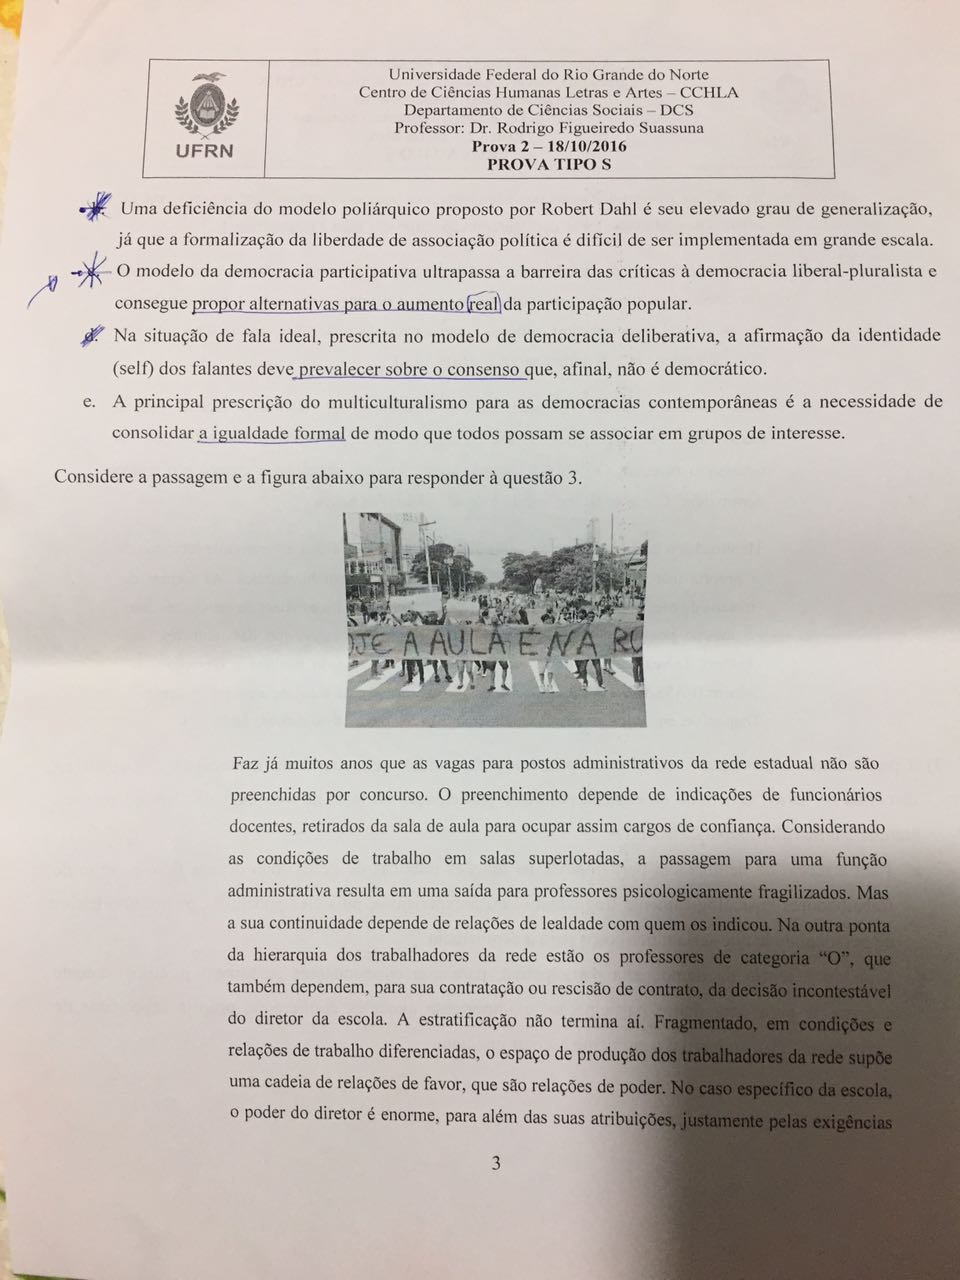 UFRN
Universidade Federal do Rio Grande do Norte
Centro de Ciências Humanas Letras e Artes – CCHLA
Departamento de Ciências Sociais – DCS
Professor: Dr. Rodrigo Figueiredo Suassuna
Prova 2 – 18/10/2016
PROVA TIPO S
Uma deficiência do modelo poliárquico proposto por Robert Dahl é seu elevado grau de generalização,
já que a formalização da liberdade de associação política é difícil de ser implementada em grande escala.
O modelo da democracia participativa ultrapassa a barreira das críticas à democracia liberal-pluralista e
consegue propor alternativas para o aumento real da participação popular.
d. Na situação de fala ideal, prescrita no modelo de democracia deliberativa, a afirmação da identidade
(self) dos falantes deve prevalecer sobre o consenso que, afinal, não é democrático.
e. A principal prescrição do multiculturalismo para as democracias contemporâneas é a necessidade de
consolidar a igualdade formal de modo que todos possam se associar em grupos de interesse.
Considere a passagem e a figura abaixo para responder à questão 3.
OJE A AULA É NA RU
Faz já muitos anos que as vagas para postos administrativos da rede estadual não são
preenchidas por concurso. O preenchimento depende de indicações de funcionários
docentes, retirados da sala de aula para ocupar assim cargos de confiança. Considerando
as condições de trabalho em salas superlotadas, a passagem para uma função
administrativa resulta em uma saída para professores psicologicamente fragilizados. Mas
a sua continuidade depende de relações de lealdade com quem os indicou. Na outra ponta
da hierarquia dos trabalhadores da rede estão os professores de categoria “O”, que
também dependem, para sua contratação ou rescisão de contrato, da decisão incontestável
do diretor da escola. A estratificação não termina aí. Fragmentado, em condições e
relações de trabalho diferenciadas, o espaço de produção dos trabalhadores da rede supõe
uma cadeia de relações de favor, que são relações de poder. No caso específico da escola,
o poder do diretor é enorme, para além das suas atribuições, justamente pelas exigências
3